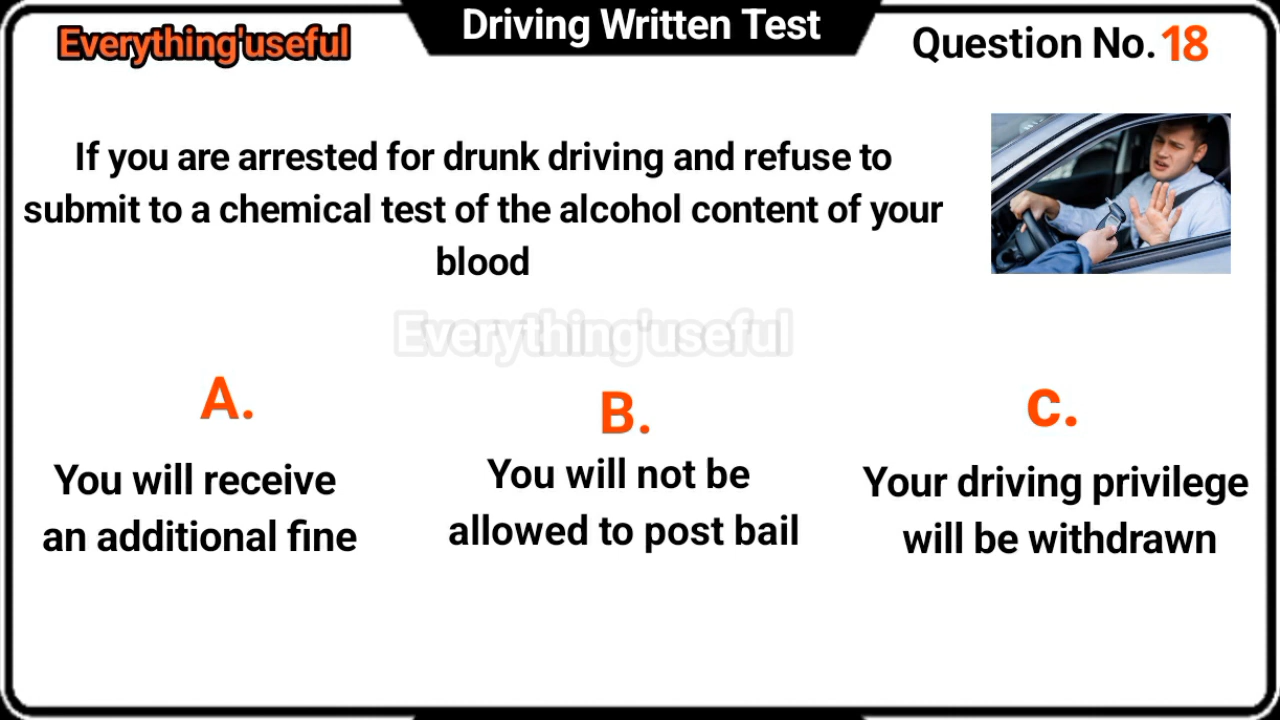 Everything'useful
Driving Written Test
Question No. 18
If you are arrested for drunk driving and refuse to
submit to a chemical test of the alcohol content of your
blood
Everything'useful
A.
You will receive
an additional fine
B.
You will not be
allowed to post bail
c.
Your driving privilege
will be withdrawn